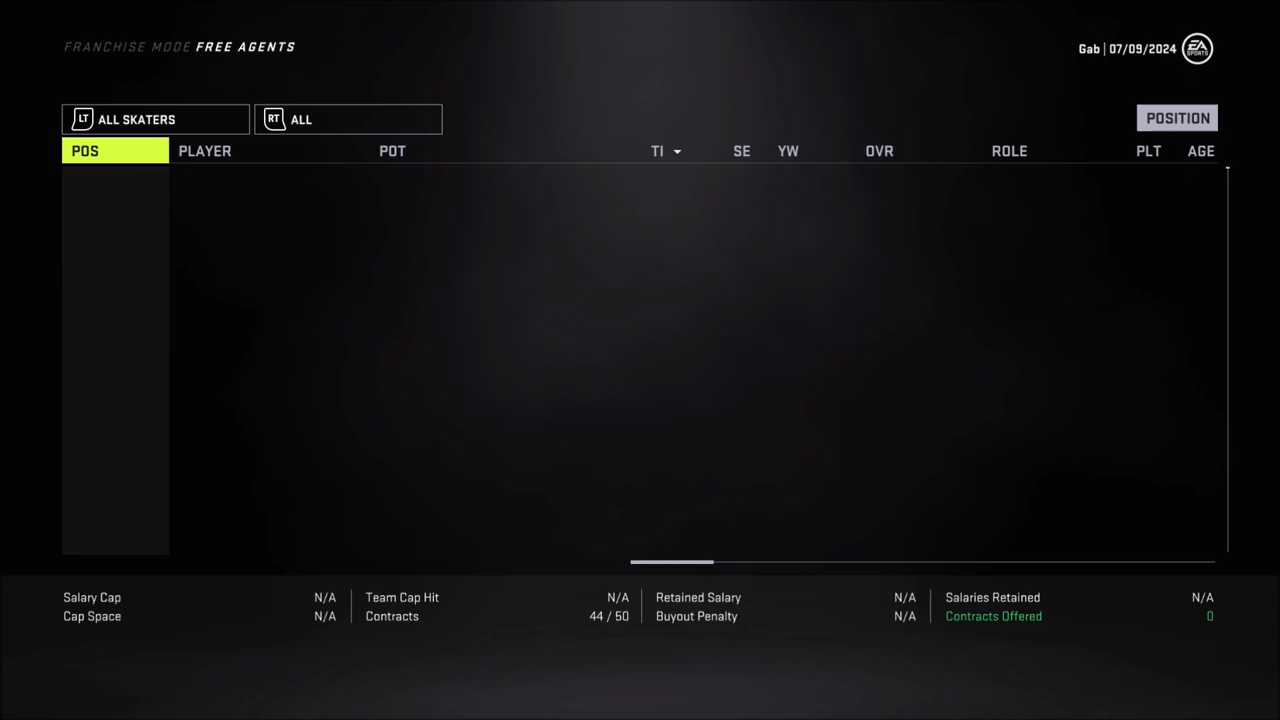 FRANCHISE MODE FREE AGENTS
Gab | 07/09/2024 EA SPORTS
LT ALL SKATERS RT ALL POSITION
POS PLAYER POT TI SE YW OVR ROLE PLT AGE
Salary Cap N/A Team Cap Hit N/A Retained Salary N/A Salaries Retained N/A
Cap Space N/A Contracts 44 / 50 Buyout Penalty N/A Contracts Offered 0